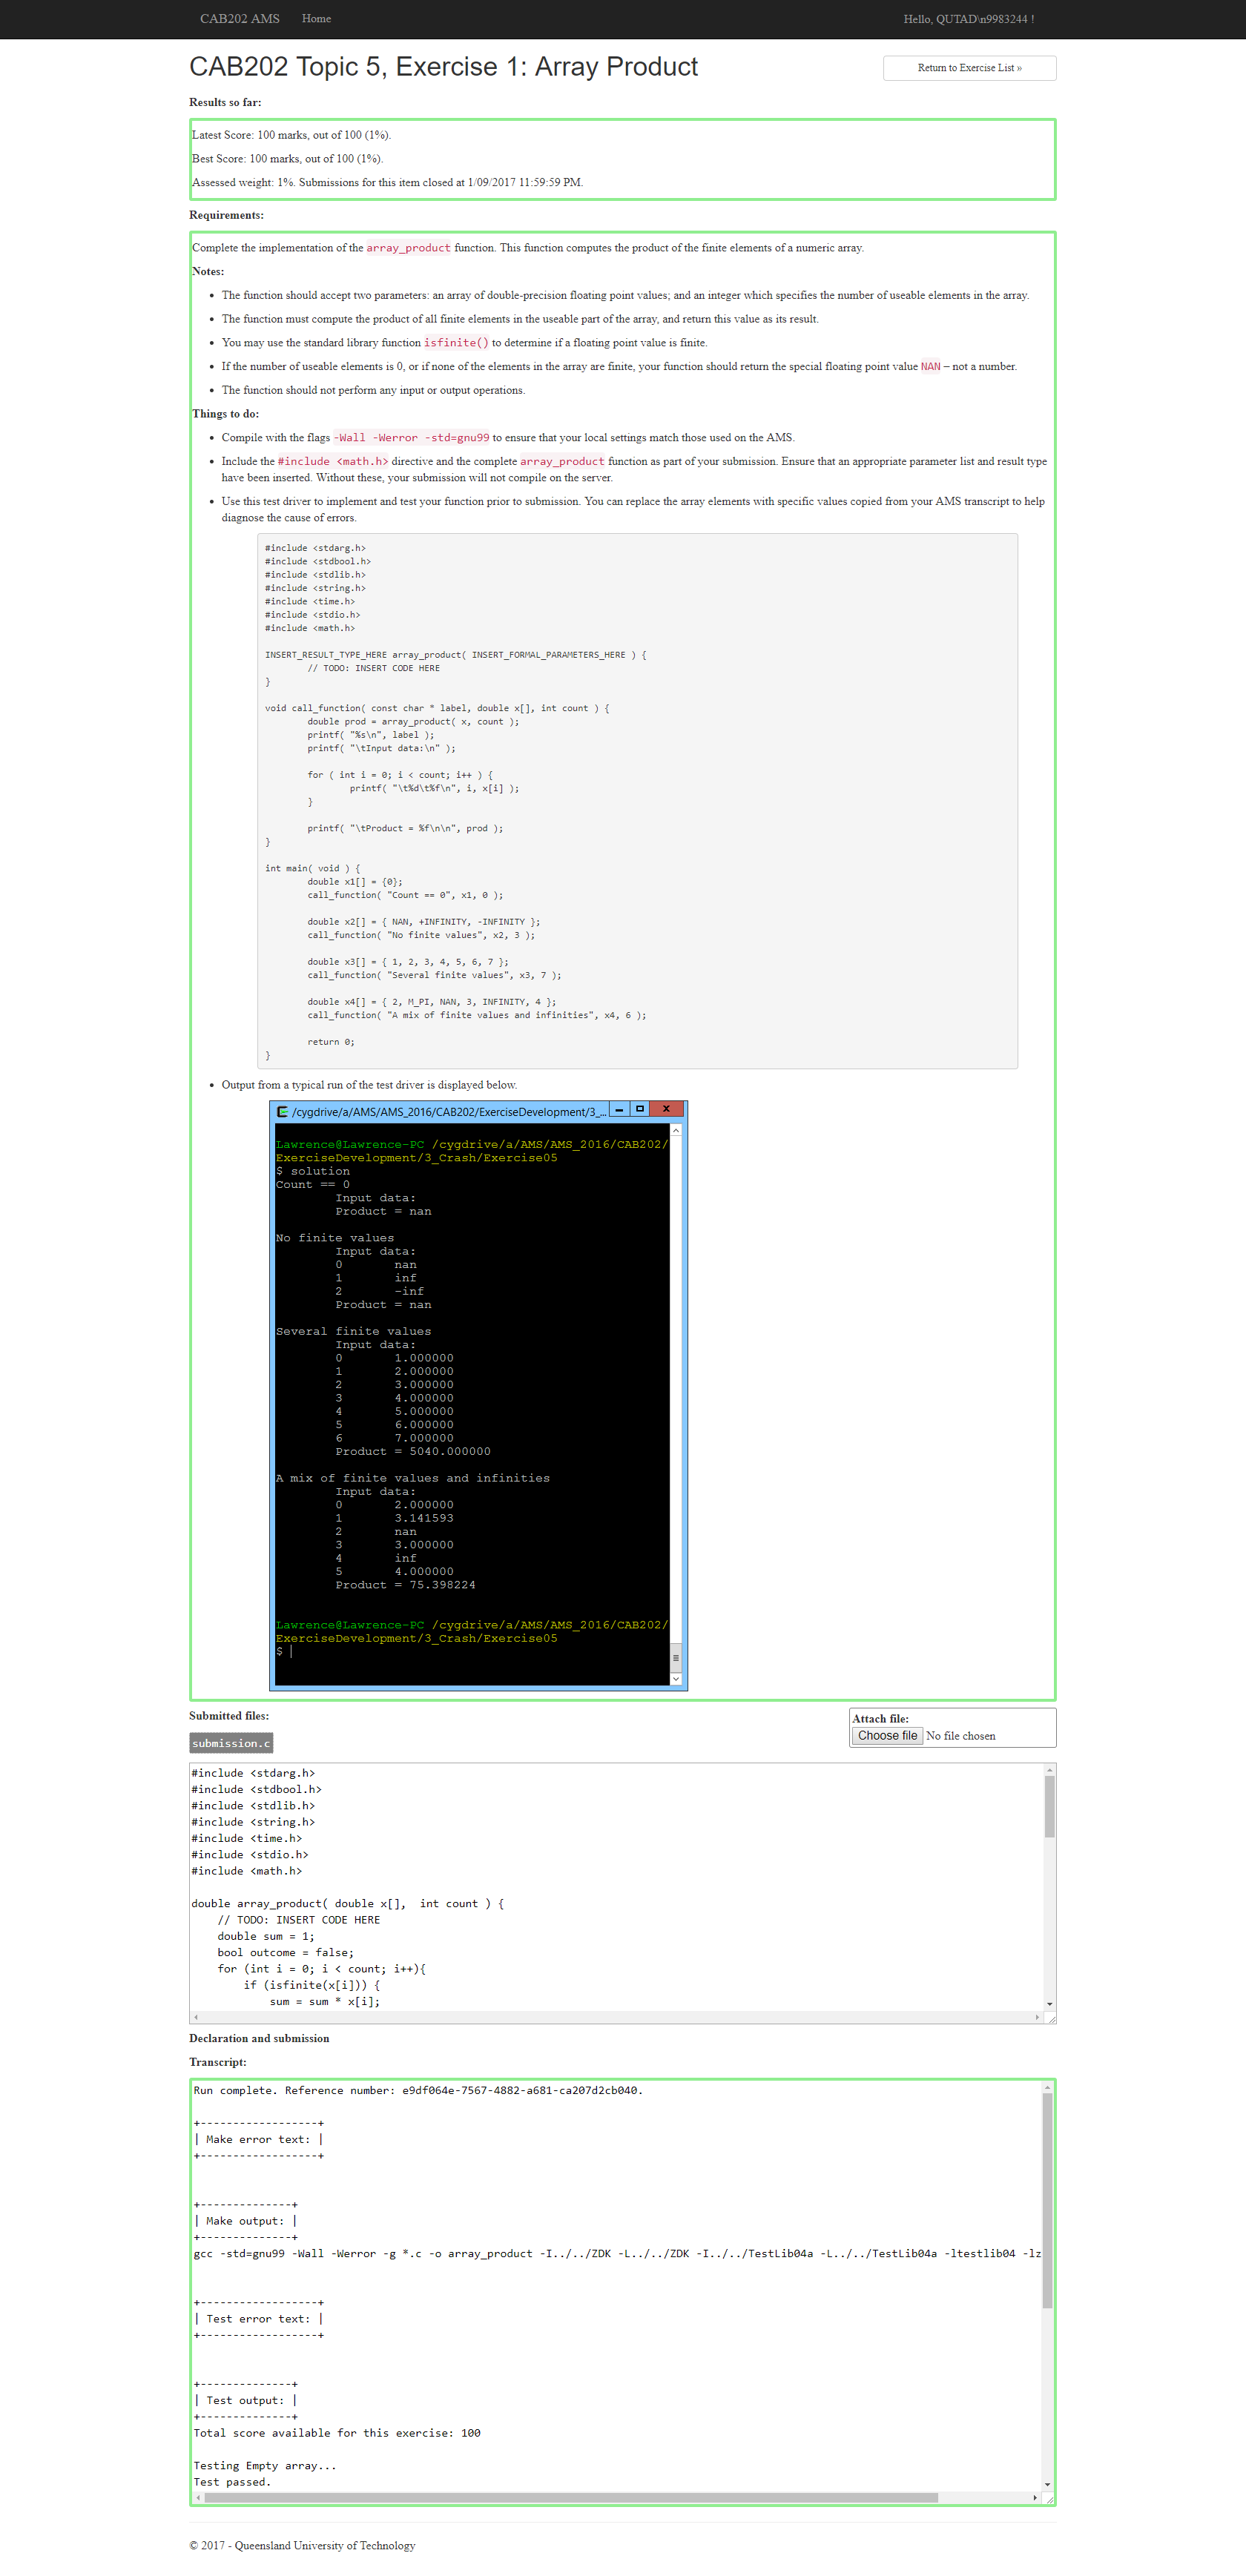 CAB202 AMS
Home
Hello, QUTAD\n9983244 !
CAB202 Topic 5, Exercise 1: Array Product
Return to Exercise List »
Results so far:
Latest Score: 100 marks, out of 100 (1%).
Best Score: 100 marks, out of 100 (1%).
Assessed weight: 1%. Submissions for this item closed at 1/09/2017 11:59:59 PM.
Requirements:
Complete the implementation of the array_product function. This function computes the product of the finite elements of a numeric array.
Notes:
• The function should accept two parameters: an array of double-precision floating point values; and an integer which specifies the number of useable elements in the array.
• The function must compute the product of all finite elements in the useable part of the array, and return this value as its result.
• You may use the standard library function isfinite() to determine if a floating point value is finite.
• If the number of useable elements is 0, or if none of the elements in the array are finite, your function should return the special floating point value NAN – not a number.
• The function should not perform any input or output operations.
Things to do:
• Compile with the flags -Wall -Werror -std=gnu99 to ensure that your local settings match those used on the AMS.
• Include the #include <math.h> directive and the complete array_product function as part of your submission. Ensure that an appropriate parameter list and result type
have been inserted. Without these, your submission will not compile on the server.
• Use this test driver to implement and test your function prior to submission. You can replace the array elements with specific values copied from your AMS transcript to help
diagnose the cause of errors.
#include <stdarg.h>
#include <stdbool.h>
#include <stdlib.h>
#include <string.h>
#include <time.h>
#include <stdio.h>
#include <math.h>
INSERT_RESULT_TYPE_HERE array_product( INSERT_FORMAL_PARAMETERS_HERE ) {
// TODO: INSERT CODE HERE
}
void call_function( const char * label, double x[], int count ) {
double prod = array_product( x, count );
printf( "%s\n", label );
printf( "\tInput data:\n" );
for ( int i = 0; i < count; i++ ) {
printf( "\t%d\t%f\n", i, x[i] );
}
printf( "\tProduct = %f\n\n", prod );
}
int main( void ) {
double x1[] = {0};
call_function( "Count == 0", x1, 0 );
double x2[] = { NAN, +INFINITY, -INFINITY };
call_function( "No finite values", x2, 3 );
double x3[] = { 1, 2, 3, 4, 5, 6, 7 };
call_function( "Several finite values", x3, 7 );
double x4[] = { 2, M_PI, NAN, 3, INFINITY, 4 };
call_function( "A mix of finite values and infinities", x4, 6 );
return 0;
}
• Output from a typical run of the test driver is displayed below.
/cygdrive/a/AMS/AMS_2016/CAB202/ExerciseDevelopment/3_...
Lawrence@Lawrence-PC /cygdrive/a/AMS/AMS_2016/CAB202/
ExerciseDevelopment/3_Crash/Exercise05
$ solution
Count == 0
Input data:
Product = nan
No finite values
Input data:
0 nan
1 inf
2 -inf
Product = nan
Several finite values
Input data:
0 1.000000
1 2.000000
2 3.000000
3 4.000000
4 5.000000
5 6.000000
6 7.000000
Product = 5040.000000
A mix of finite values and infinities
Input data:
0 2.000000
1 3.141593
2 nan
3 3.000000
4 inf
5 4.000000
Product = 75.398224
Lawrence@Lawrence-PC /cygdrive/a/AMS/AMS_2016/CAB202/
ExerciseDevelopment/3_Crash/Exercise05
$
Submitted files:
Attach file:
Choose file No file chosen
submission.c
#include <stdarg.h>
#include <stdbool.h>
#include <stdlib.h>
#include <string.h>
#include <time.h>
#include <stdio.h>
#include <math.h>
double array_product( double x[],  int count ) {
// TODO: INSERT CODE HERE
double sum = 1;
bool outcome = false;
for (int i = 0; i < count; i++){
if (isfinite(x[i])) {
sum = sum * x[i];
Declaration and submission
Transcript:
Run complete. Reference number: e9df064e-7567-4882-a681-ca207d2cb040.
+------------------+
| Make error text: |
+------------------+
+--------------+
| Make output: |
+--------------+
gcc -std=gnu99 -Wall -Werror -g *.c -o array_product -I../../ZDK -L../../ZDK -I../../TestLib04a -L../../TestLib04a -ltestlib04 -lz
+------------------+
| Test error text: |
+------------------+
+--------------+
| Test output: |
+--------------+
Total score available for this exercise: 100
Testing Empty array...
Test passed.
© 2017 - Queensland University of Technology